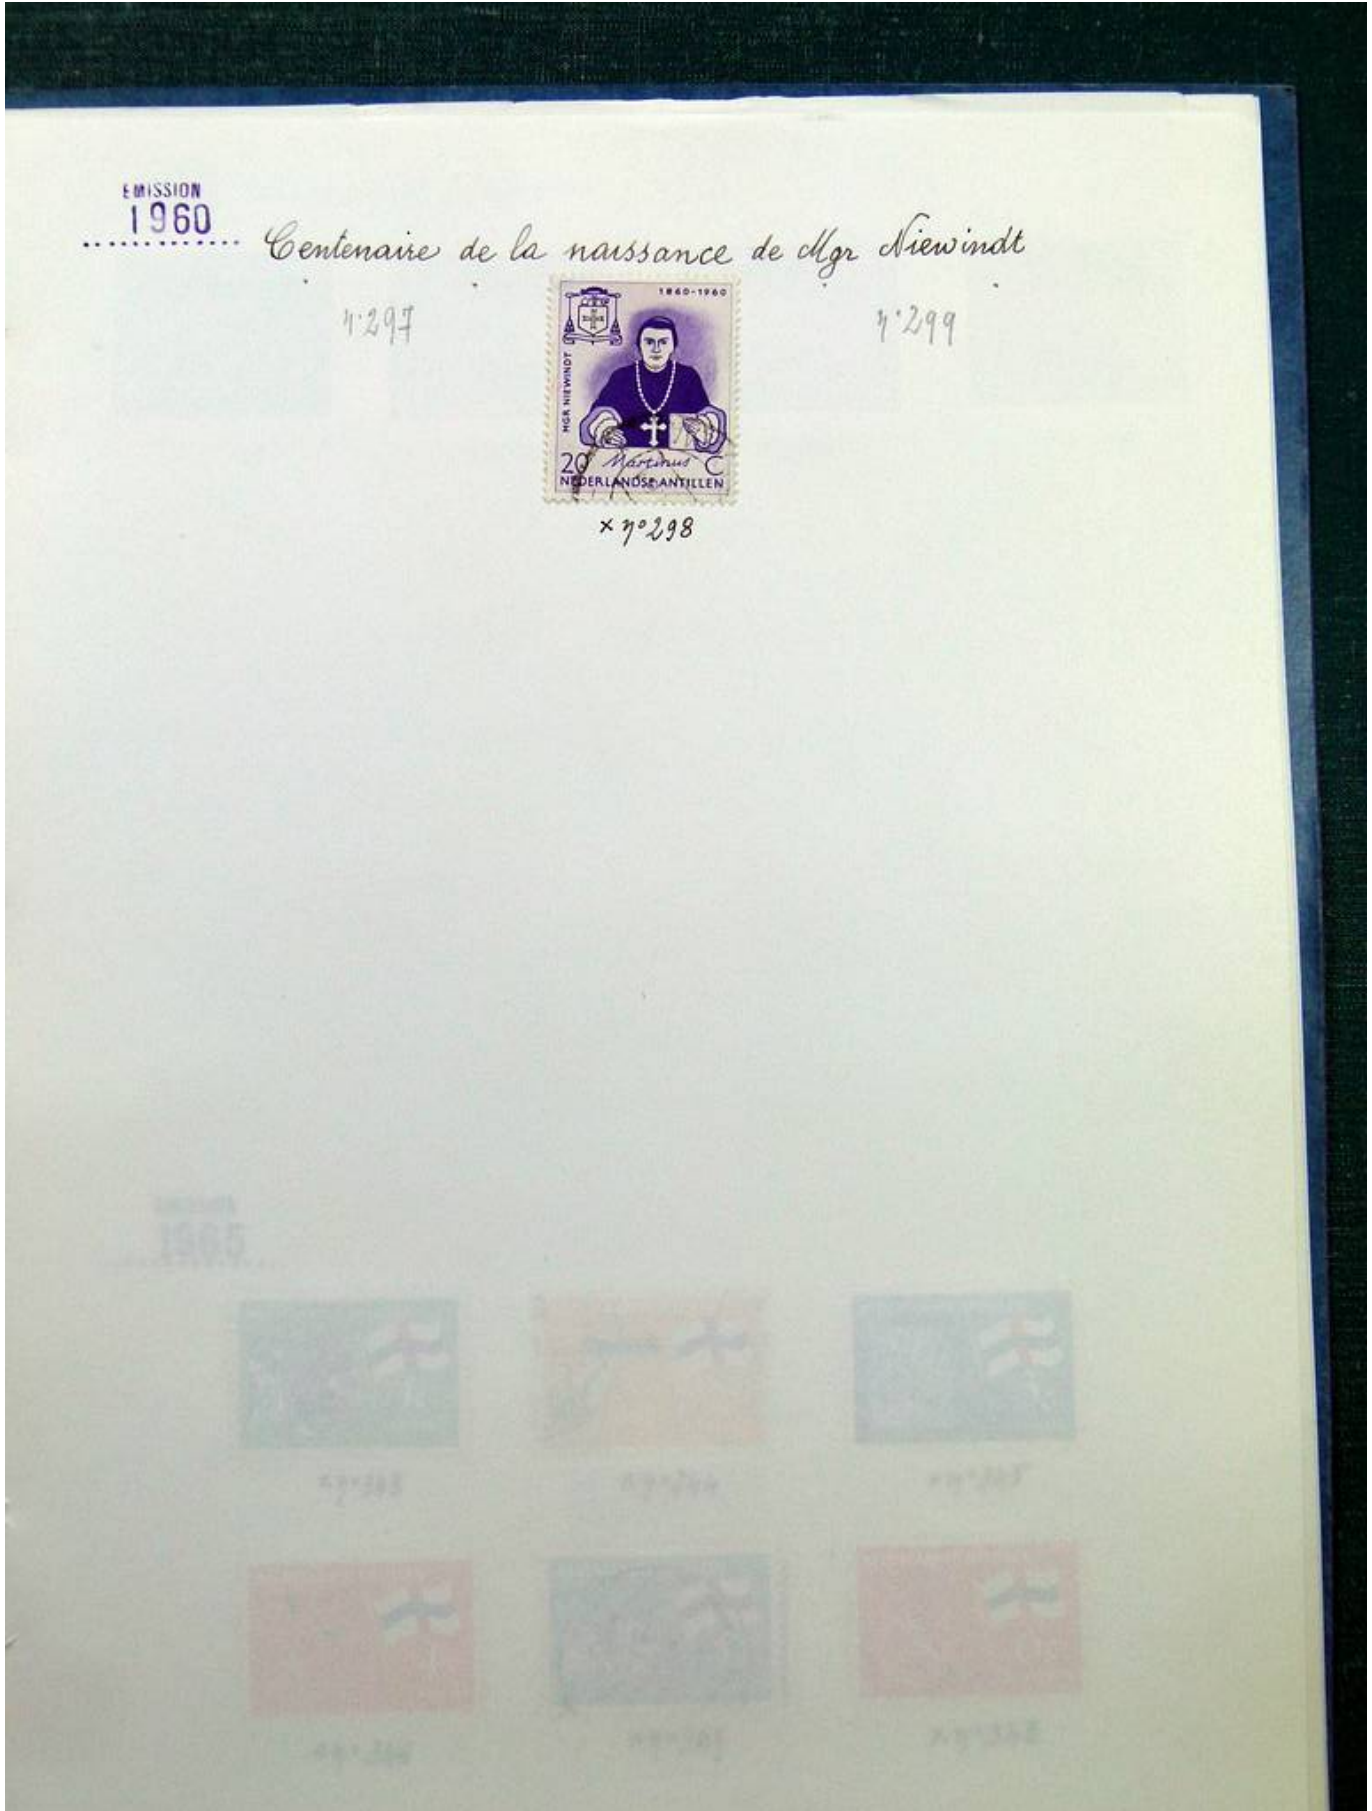 EMISSION
1960
Centenaire de la naissance de Mgr Niewindt
n°297
n°299
1860-1960
MGR NIEWINDT
20 Martinus C
NEDERLANDSE ANTILLEN
x n°298
1965